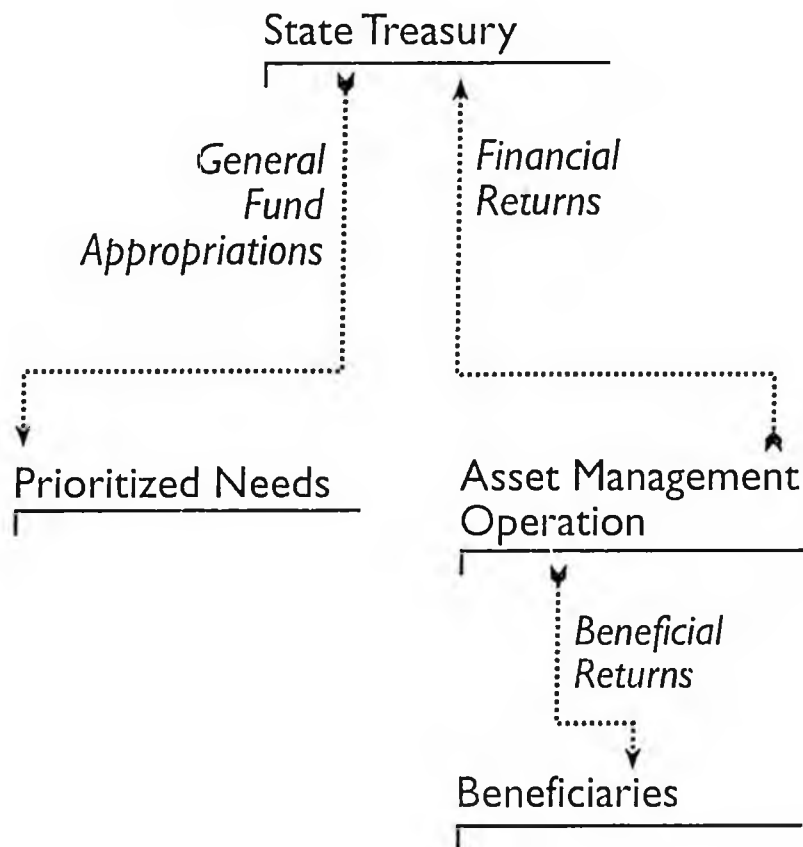 State Treasury
General
Fund
Appropriations
Financial
Returns
Prioritized Needs
Asset Management
Operation
Beneficial
Returns
Beneficiaries